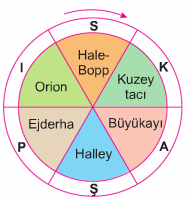 S
Hale-
Bopp
I
K
Orion
Kuzey
tacı
Ejderha
Büyükayı
P
A
Halley
Ş